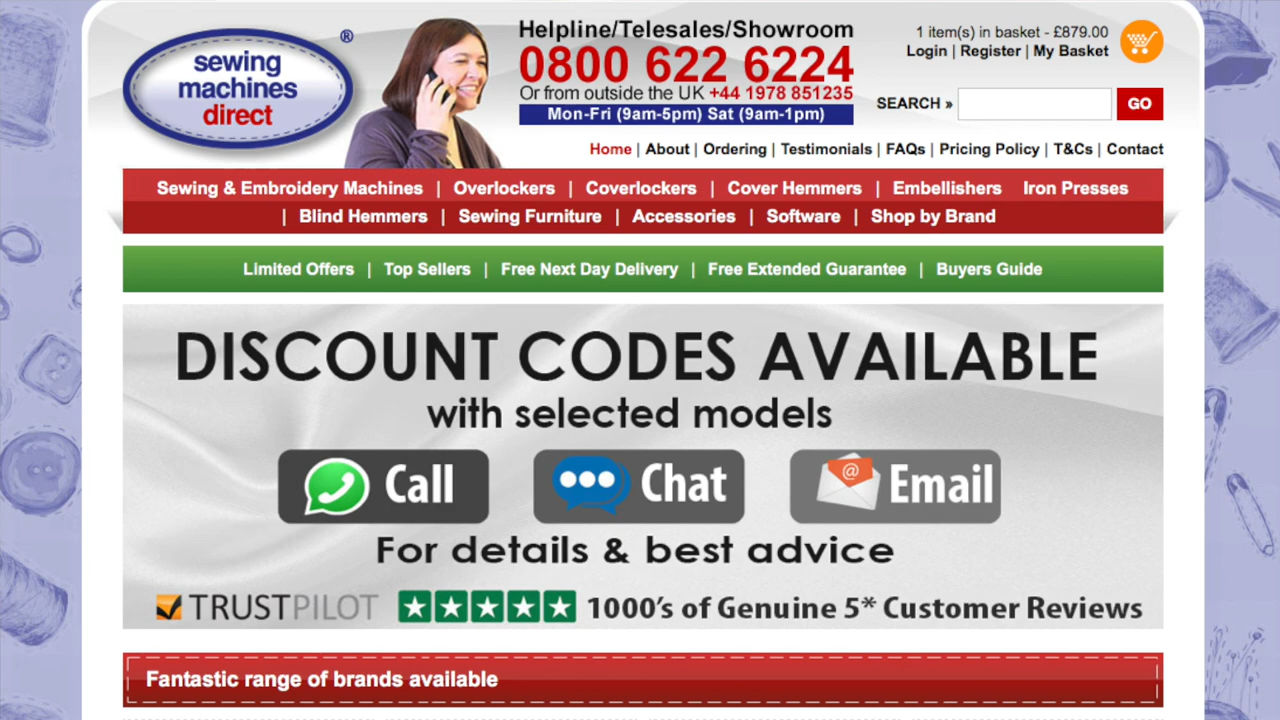 sewing
machines
direct
®
Helpline/Telesales/Showroom
0800 622 6224
Or from outside the UK +44 1978 851235
Mon-Fri (9am-5pm) Sat (9am-1pm)
1 item(s) in basket - £879.00
Login | Register | My Basket
SEARCH » GO
Home | About | Ordering | Testimonials | FAQs | Pricing Policy | T&Cs | Contact
Sewing & Embroidery Machines | Overlockers | Coverlockers | Cover Hemmers | Embellishers Iron Presses
| Blind Hemmers | Sewing Furniture | Accessories | Software | Shop by Brand
Limited Offers | Top Sellers | Free Next Day Delivery | Free Extended Guarantee | Buyers Guide
DISCOUNT CODES AVAILABLE
with selected models
Call Chat @ Email
For details & best advice
TRUSTPILOT 1000's of Genuine 5* Customer Reviews
Fantastic range of brands available